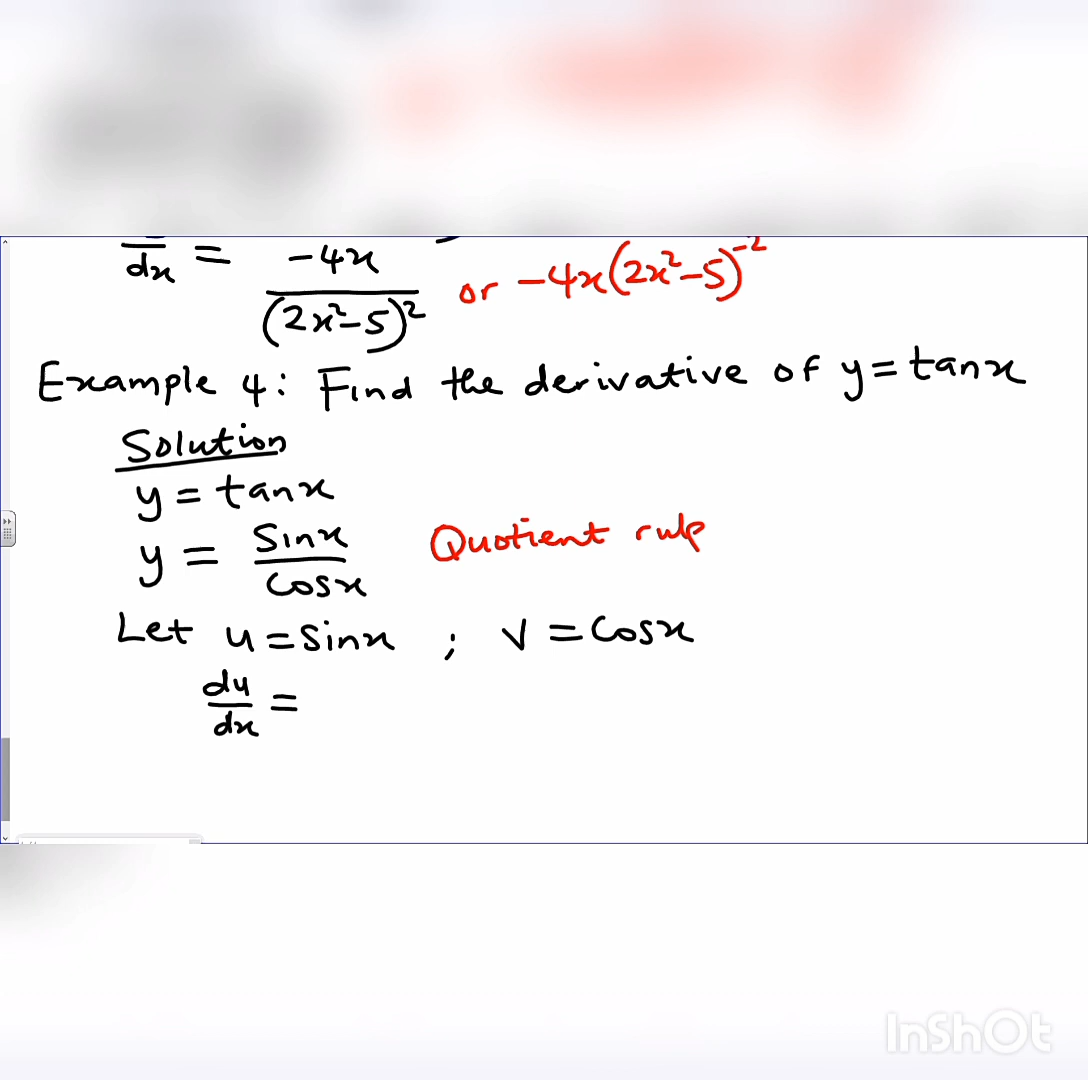 dx = -4x / (2x²-5)² or -4x(2x²-5)⁻²
Example 4: Find the derivative of y=tanx
Solution
y = tanx
y = Sinx / Cosx Quotient rule
Let u=Sinx ; v=Cosx
du/dx =
InShOt